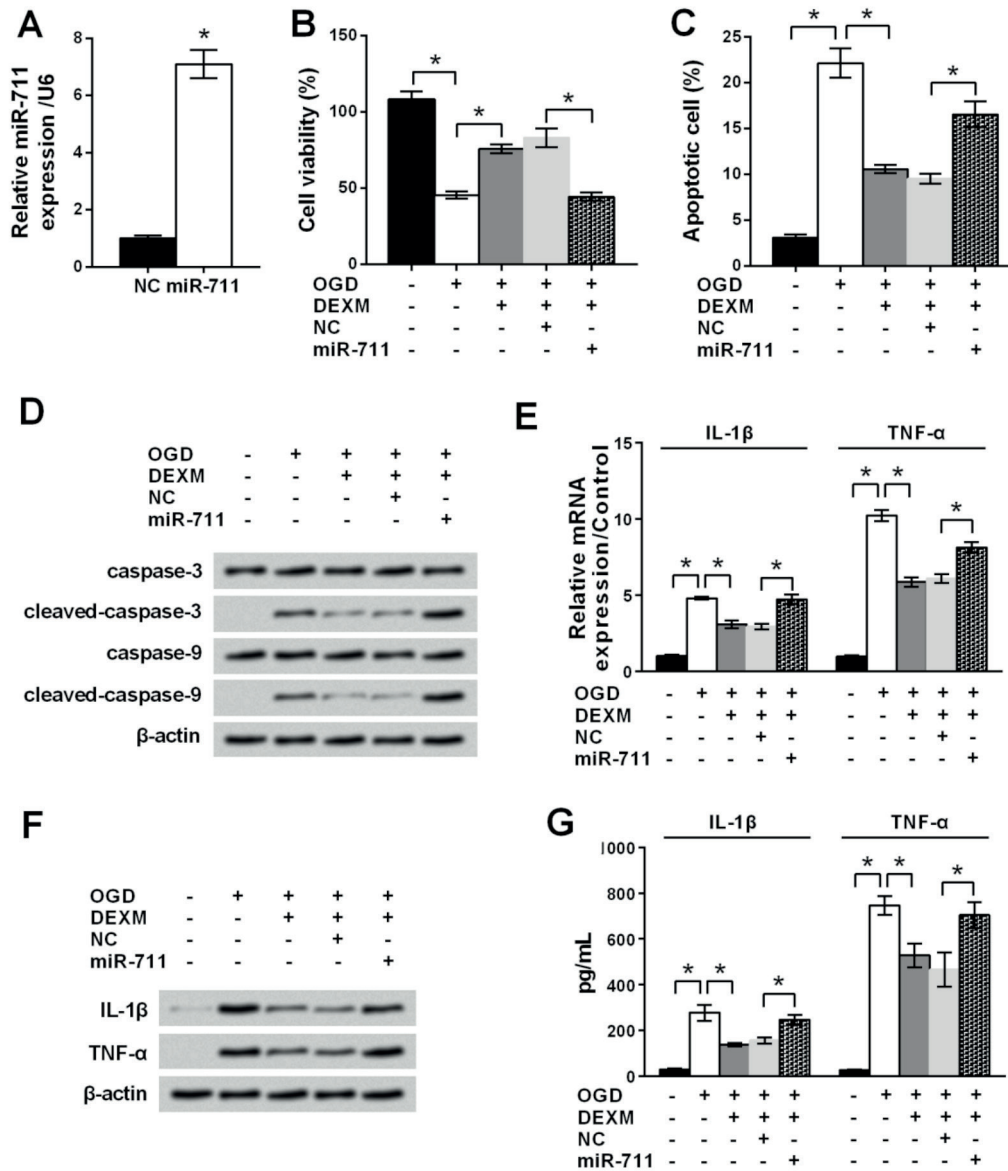 A
Relative miR-711
expression /U6
8
6
4
2
0
*
NC miR-711
B
Cell viability (%)
150
100
50
0
* * *
OGD - + + + +
DEXM - - + + +
NC - - - + -
miR-711 - - - - +
C
Apoptotic cell (%)
25
20
15
10
5
0
* * *
OGD - + + + +
DEXM - - + + +
NC - - - + -
miR-711 - - - - +
D
OGD - + + + +
DEXM - - + + +
NC - - - + -
miR-711 - - - - +
caspase-3
cleaved-caspase-3
caspase-9
cleaved-caspase-9
β-actin
E
Relative mRNA
expression/Control
15
10
5
0
IL-1β TNF-α
* * * * * *
OGD - + + + + - + + + +
DEXM - - + + + - - + + +
NC - - - + - - - - + -
miR-711 - - - - + - - - - +
F
OGD - + + + +
DEXM - - + + +
NC - - - + -
miR-711 - - - - +
IL-1β
TNF-α
β-actin
G
pg/mL
1000
800
600
400
200
0
IL-1β TNF-α
* * * * * *
OGD - + + + + - + + + +
DEXM - - + + + - - + + +
NC - - - + - - - - + -
miR-711 - - - - + - - - - +